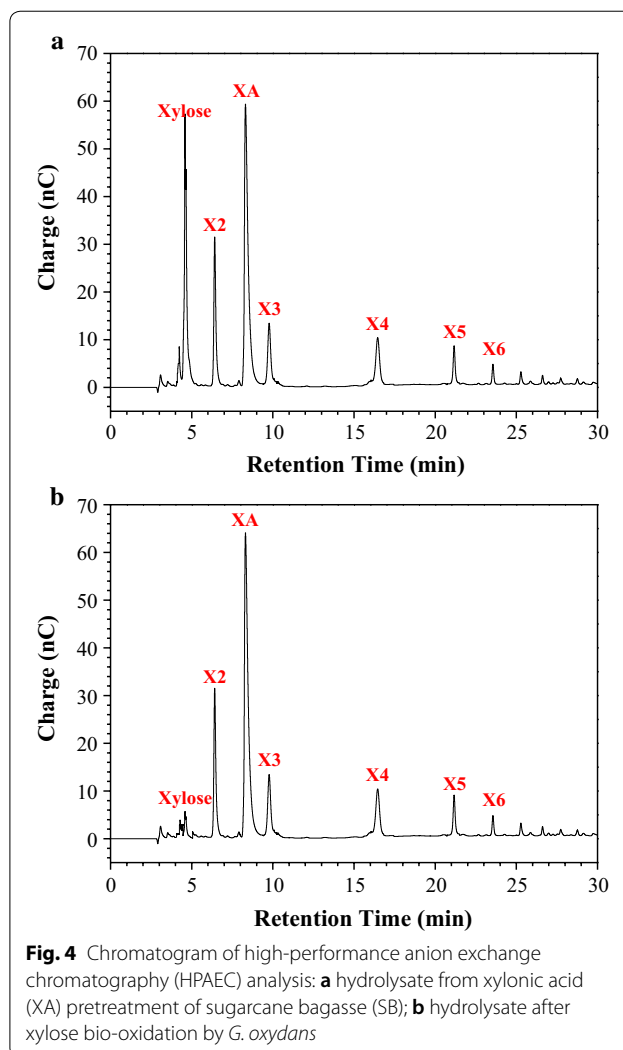 a
70
60
50
40
30
20
10
0
Charge (nC)
Xylose
X2
XA
X3
X4
X5
X6
0 5 10 15 20 25 30
Retention Time (min)
b
70
60
50
40
30
20
10
0
Charge (nC)
Xylose
X2
XA
X3
X4
X5
X6
0 5 10 15 20 25 30
Retention Time (min)
Fig. 4 Chromatogram of high-performance anion exchange
chromatography (HPAEC) analysis: a hydrolysate from xylonic acid
(XA) pretreatment of sugarcane bagasse (SB); b hydrolysate after
xylose bio-oxidation by G. oxydans